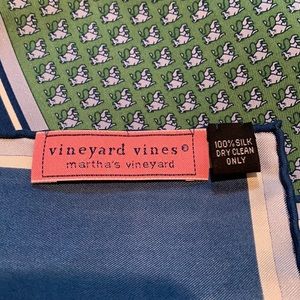 vineyard vines®
martha's vineyard
100% SILK
DRY CLEAN
ONLY